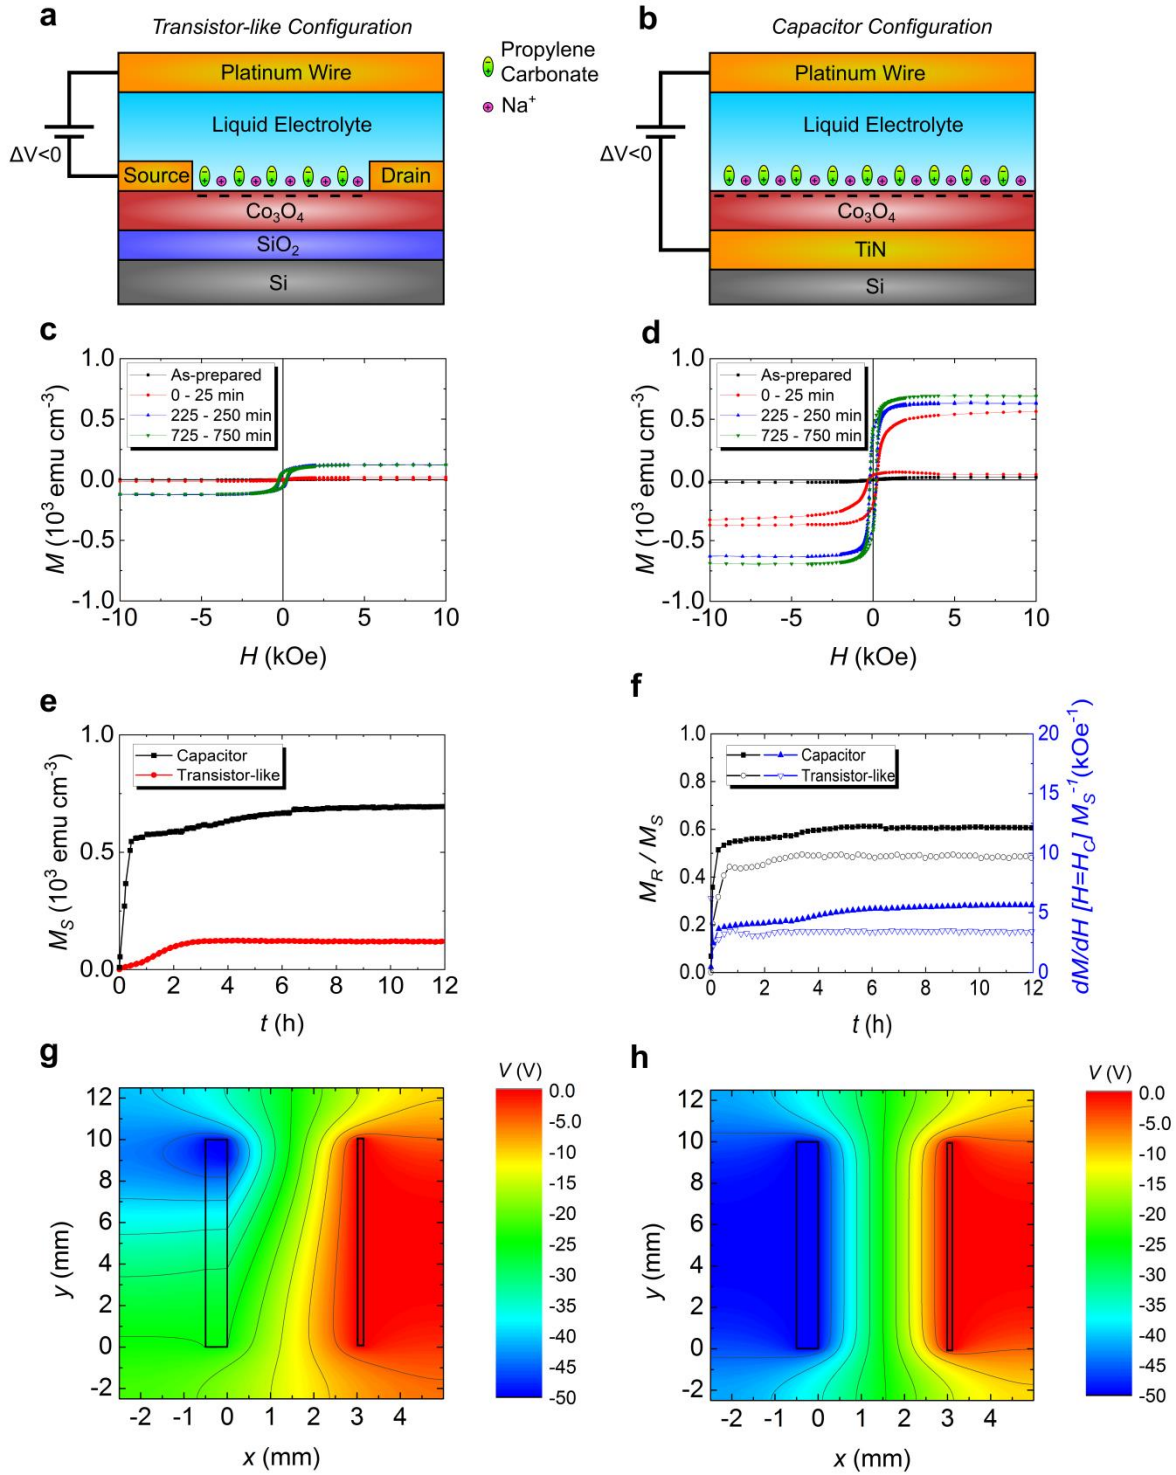 a
Transistor-like Configuration
Platinum Wire
Liquid Electrolyte
ΔV<0
Source
Drain
Co3O4
SiO2
Si
Propylene
Carbonate
Na+
b
Capacitor Configuration
Platinum Wire
Liquid Electrolyte
ΔV<0
Co3O4
TiN
Si
c
As-prepared
0 - 25 min
225 - 250 min
725 - 750 min
1.0
0.5
0.0
-0.5
-1.0
M (10³ emu cm⁻³)
-10 -5 0 5 10
H (kOe)
d
As-prepared
0 - 25 min
225 - 250 min
725 - 750 min
1.0
0.5
0.0
-0.5
-1.0
M (10³ emu cm⁻³)
-10 -5 0 5 10
H (kOe)
e
Capacitor
Transistor-like
1.0
0.5
0.0
MS (10³ emu cm⁻³)
0 2 4 6 8 10 12
t (h)
f
Capacitor
Transistor-like
1.0
0.8
0.6
0.4
0.2
0.0
MR / MS
20
15
10
5
0
dM/dH [H=HC] MS⁻¹(kOe⁻¹)
0 2 4 6 8 10 12
t (h)
g
12
10
8
6
4
2
0
-2
y (mm)
-2 -1 0 1 2 3 4
x (mm)
V (V)
0.0
-5.0
-10
-15
-20
-25
-30
-35
-40
-45
-50
h
12
10
8
6
4
2
0
-2
y (mm)
-2 -1 0 1 2 3 4 5
x (mm)
V (V)
0.0
-5.0
-10
-15
-20
-25
-30
-35
-40
-45
-50